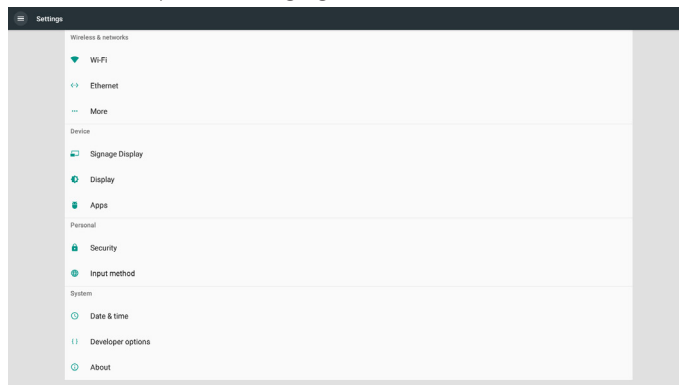 Settings
Wireless & networks
Wi-Fi
Ethernet
More
Device
Signage Display
Display
Apps
Personal
Security
Input method
System
Date & time
Developer options
About